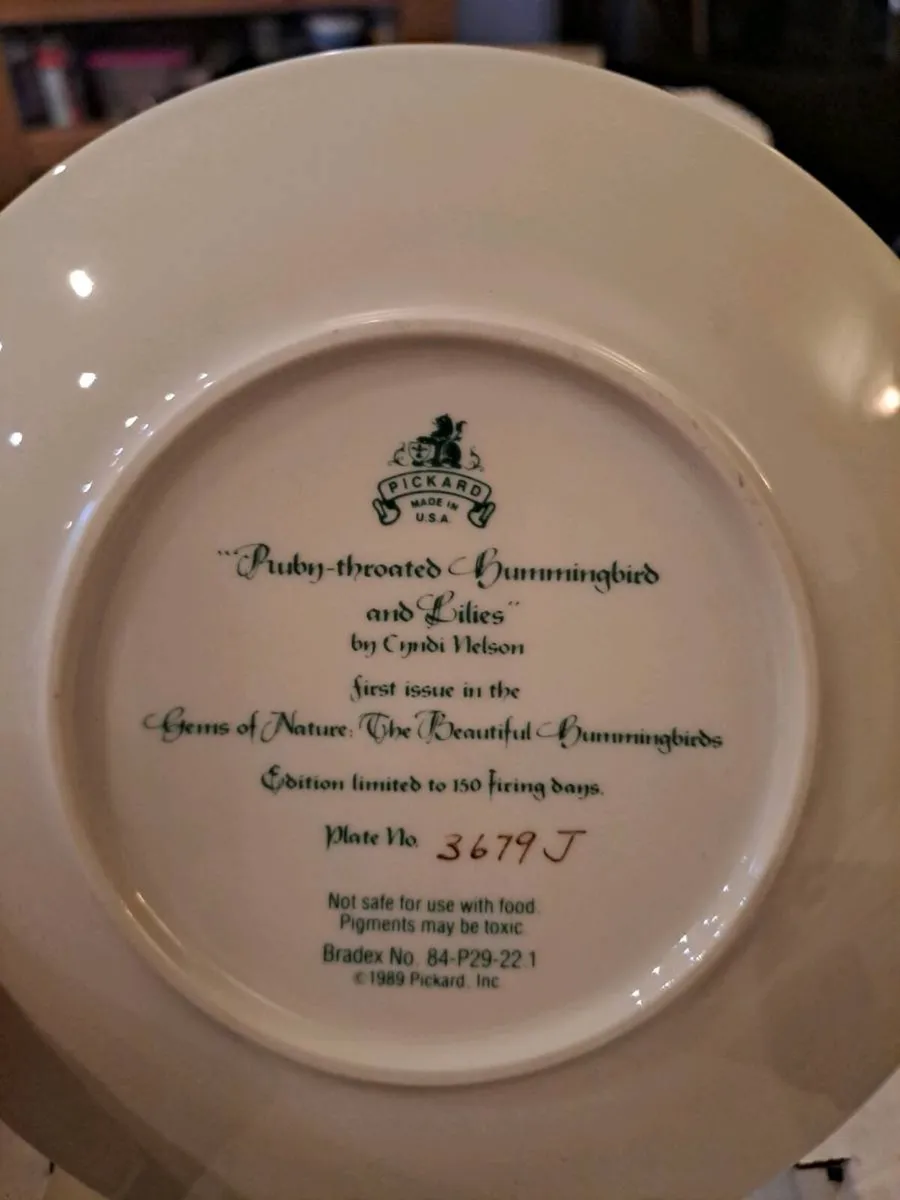 PICKARD
MADE IN
U.S.A.
"Ruby-throated Hummingbird
and Lilies"
by Cyndi Nelson
first issue in the
Gems of Nature: The Beautiful Hummingbirds
Edition limited to 150 firing days.
Plate No. 3679 J
Not safe for use with food.
Pigments may be toxic.
Bradex No. 84-P29-22.1
©1989 Pickard, Inc.